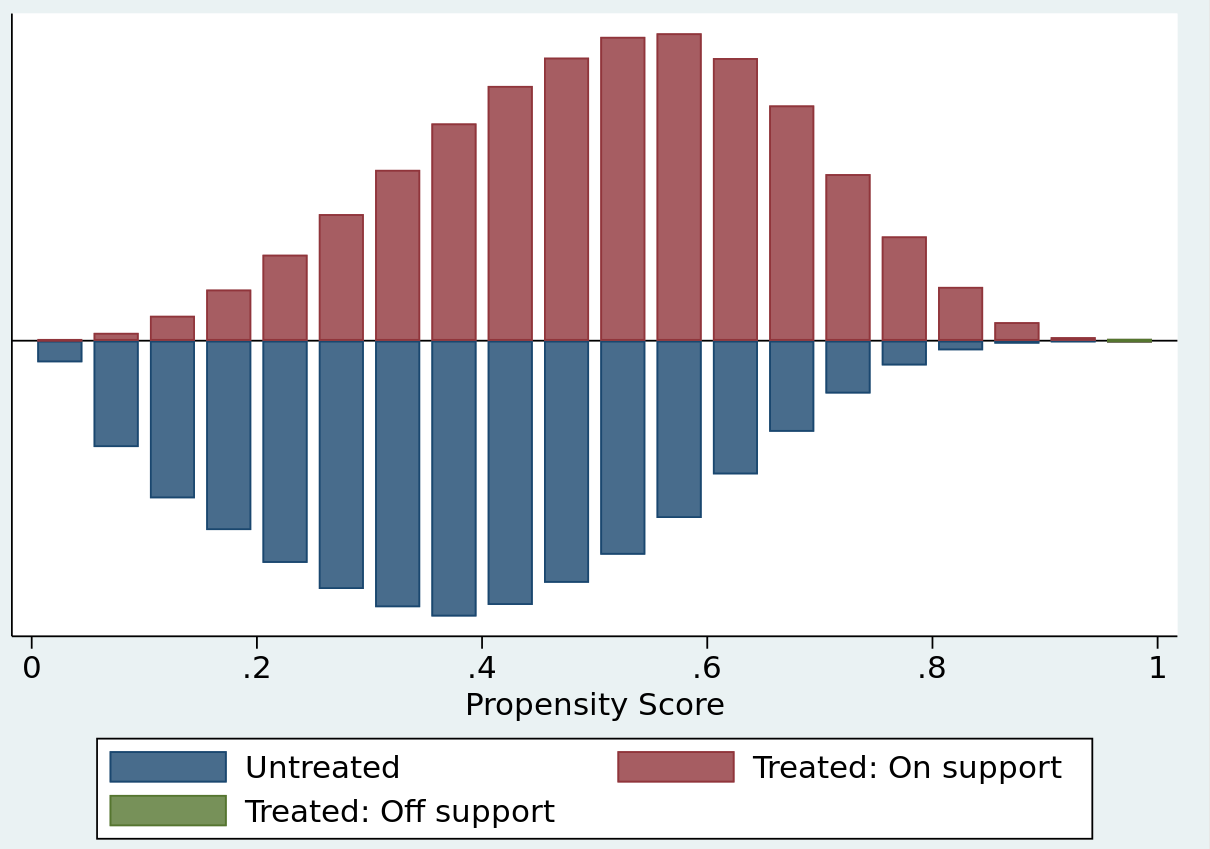 0 .2 .4 .6 .8 1
Propensity Score
Untreated Treated: On support
Treated: Off support